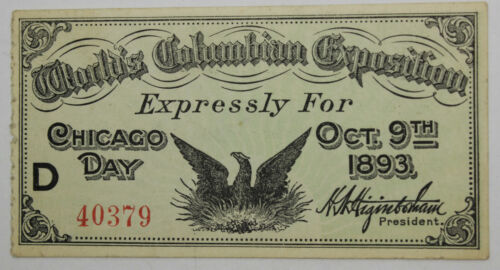 World's Columbian Exposition
Expressly For
CHICAGO DAY
OCT. 9TH 1893.
D
40379
H.N. Higinbotham
President.